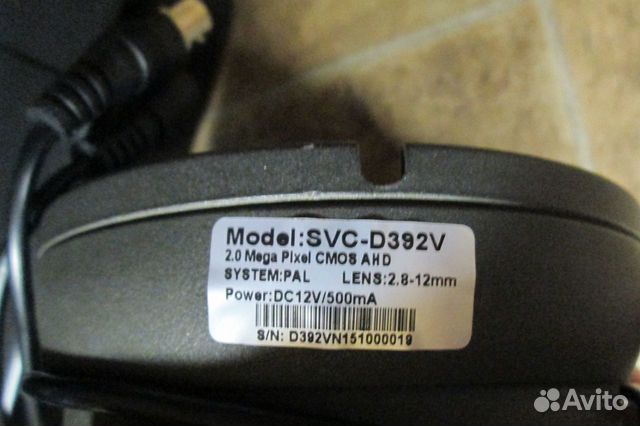 Model:SVC-D392V
2.0 Mega Pixel CMOS AHD
SYSTEM:PAL LENS:2.8-12mm
Power:DC12V/500mA
S/N: D392VN151000019
Avito